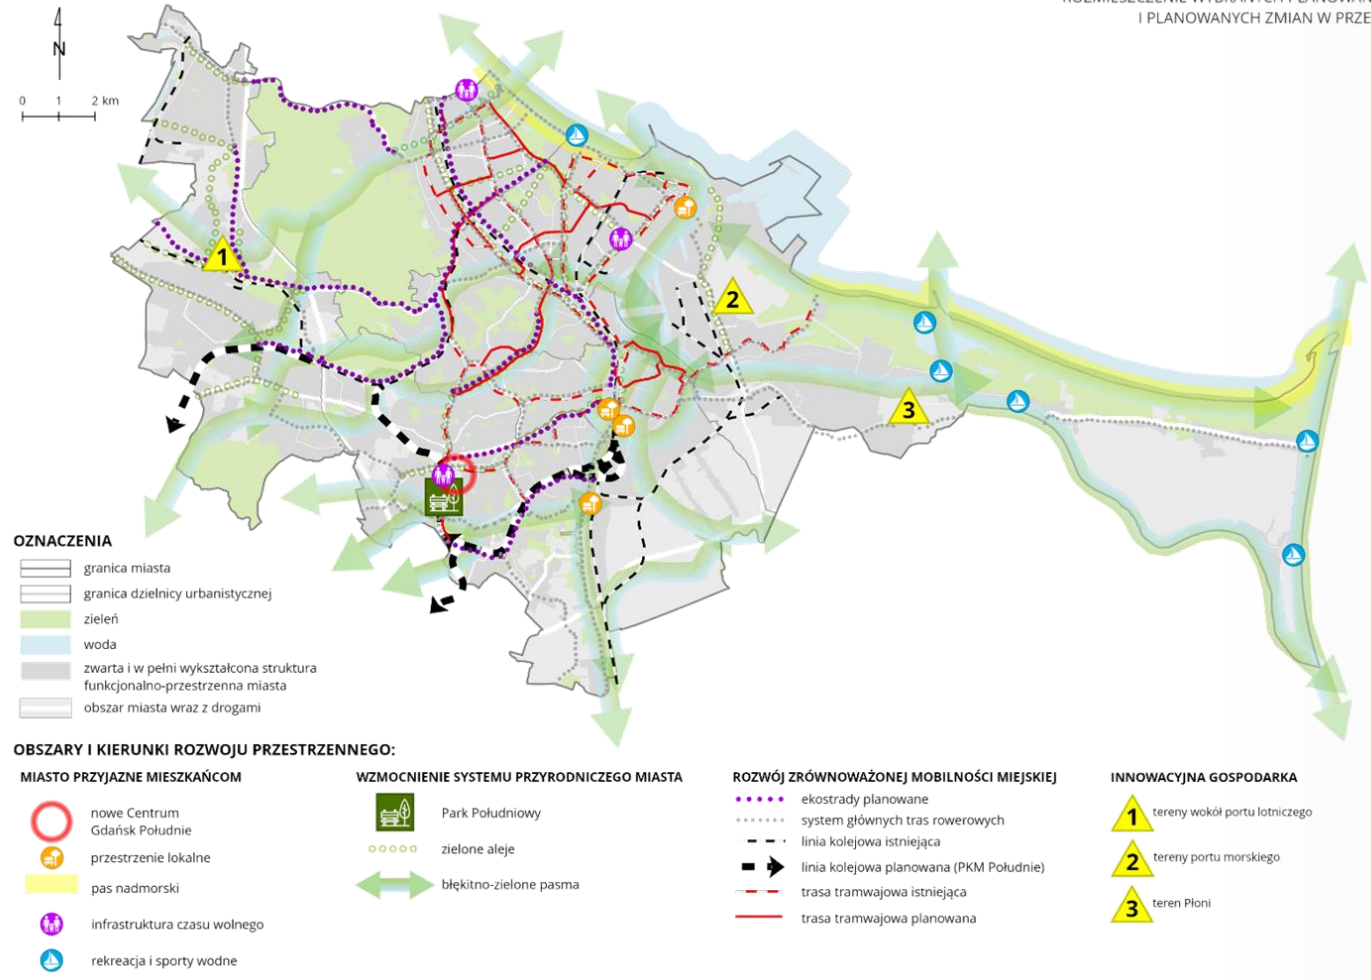 I PLANOWANYCH ZMIAN W PRZE
N
0 1 2 km
1
2
3
OZNACZENIA
granica miasta
granica dzielnicy urbanistycznej
zieleń
woda
zwarta i w pełni wykształcona struktura
funkcjonalno-przestrzenna miasta
obszar miasta wraz z drogami
OBSZARY I KIERUNKI ROZWOJU PRZESTRZENNEGO:
MIASTO PRZYJAZNE MIESZKAŃCOM
nowe Centrum
Gdańsk Południe
przestrzenie lokalne
pas nadmorski
infrastruktura czasu wolnego
rekreacja i sporty wodne
WZMOCNIENIE SYSTEMU PRZYRODNICZEGO MIASTA
Park Południowy
zielone aleje
błękitno-zielone pasma
ROZWÓJ ZRÓWNOWAŻONEJ MOBILNOŚCI MIEJSKIEJ
ekostrady planowane
system głównych tras rowerowych
linia kolejowa istniejąca
linia kolejowa planowana (PKM Południe)
trasa tramwajowa istniejąca
trasa tramwajowa planowana
INNOWACYJNA GOSPODARKA
1 tereny wokół portu lotniczego
2 tereny portu morskiego
3 teren Płoni